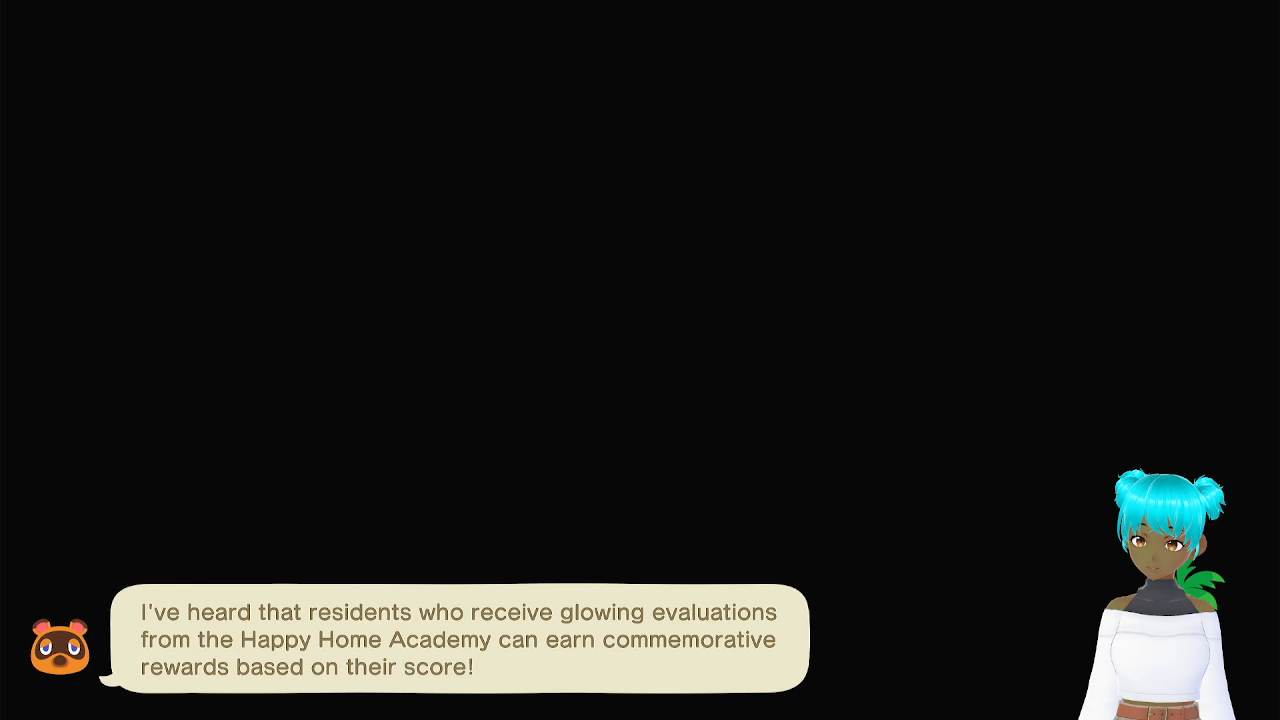 I've heard that residents who receive glowing evaluations
from the Happy Home Academy can earn commemorative
rewards based on their score!